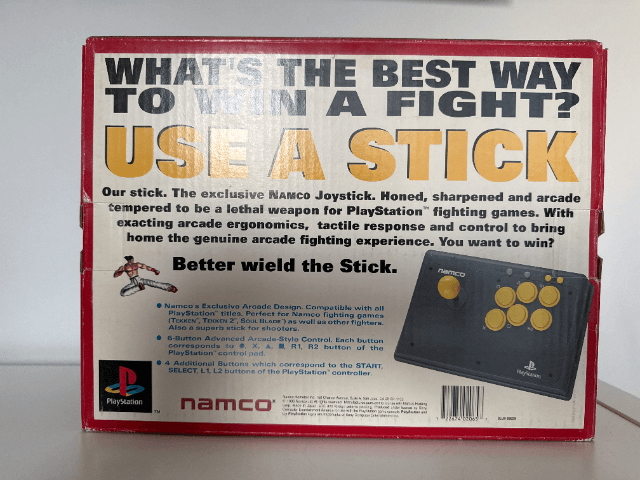 WHAT'S THE BEST WAY
TO WIN A FIGHT?
USE A STICK
Our stick. The exclusive NAMCO Joystick. Honed, sharpened and arcade
tempered to be a lethal weapon for PlayStation™ fighting games. With
exacting arcade ergonomics, tactile response and control to bring
home the genuine arcade fighting experience. You want to win?
Better wield the Stick.
• Namco's Exclusive Arcade Design. Compatible with all
PlayStation™ titles. Perfect for Namco fighting games
(TEKKEN™, TEKKEN 2™, SOUL BLADE™) as well as other fighters.
Also a superb stick for shooters.
• 6-Button Advanced Arcade-Style Control. Each button
corresponds to ●, X, ▲, ■, R1, R2 button of the
PlayStation™ control pad.
• 4 Additional Buttons which correspond to the START,
SELECT, L1, L2 buttons of the PlayStation™ controller.
namco
PlayStation
PlayStation
TM
namco®